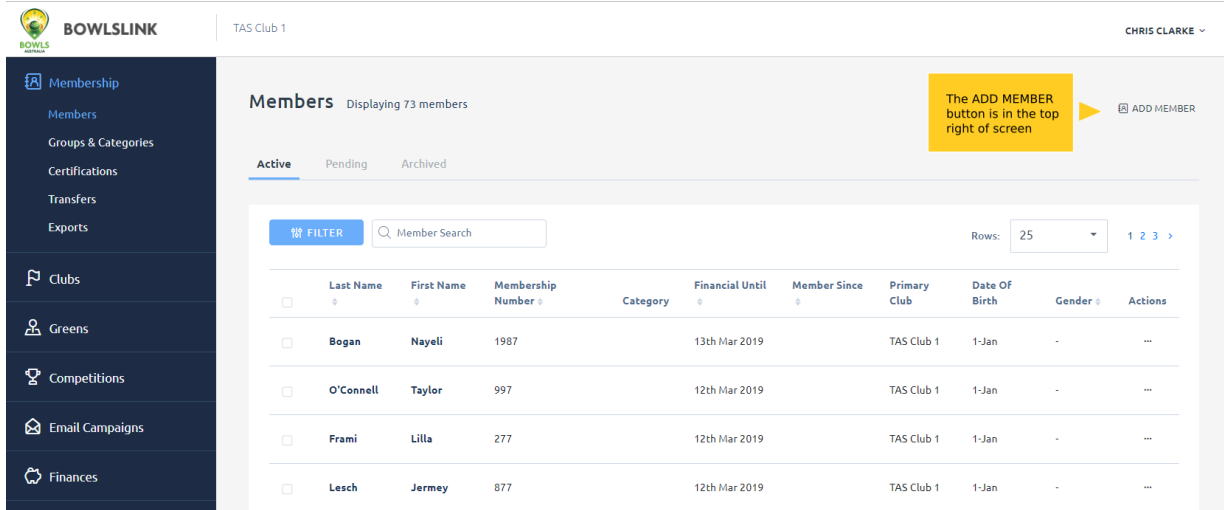 BOWLS
AUSTRALIA
BOWLSLINK
TAS Club 1
CHRIS CLARKE
Membership
Members
Groups & Categories
Certifications
Transfers
Exports
Clubs
Greens
Competitions
Email Campaigns
Finances
Members Displaying 73 members
The ADD MEMBER
button is in the top
right of screen
ADD MEMBER
Active Pending Archived
FILTER Member Search Rows: 25 1 2 3 >
Last Name First Name Membership Number Category Financial Until Member Since Primary Club Date Of Birth Gender Actions
Bogan Nayeli 1987 13th Mar 2019 TAS Club 1 1-Jan - ...
O'Connell Taylor 997 12th Mar 2019 TAS Club 1 1-Jan - ...
Frami Lilla 277 12th Mar 2019 TAS Club 1 1-Jan - ...
Lesch Jermey 877 12th Mar 2019 TAS Club 1 1-Jan - ...